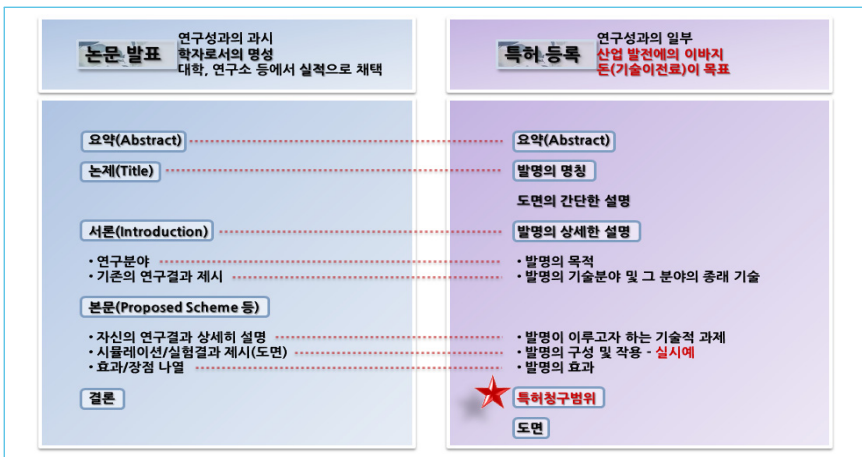 논문 발표
연구성과의 과시
학자로서의 명성
대학, 연구소 등에서 실적으로 채택
요약(Abstract)
논제(Title)
서론(Introduction)
• 연구분야
• 기존의 연구결과 제시
본문(Proposed Scheme 등)
• 자신의 연구결과 상세히 설명
• 시뮬레이션/실험결과 제시(도면)
• 효과/장점 나열
결론
특허 등록
연구성과의 일부
산업 발전에의 이바지
돈(기술이전료)이 목표
요약(Abstract)
발명의 명칭
도면의 간단한 설명
발명의 상세한 설명
• 발명의 목적
• 발명의 기술분야 및 그 분야의 종래 기술
• 발명이 이루고자 하는 기술적 과제
• 발명의 구성 및 작용 - 실시예
• 발명의 효과
특허청구범위
도면